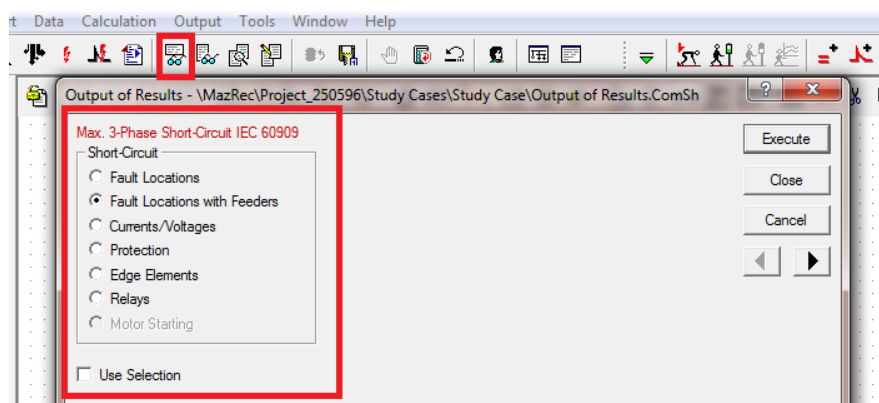 t Data Calculation Output Tools Window Help
Output of Results - \MazRec\Project_250596\Study Cases\Study Case\Output of Results.ComSh
Max. 3-Phase Short-Circuit IEC 60909
Short-Circuit
Fault Locations
Fault Locations with Feeders
Currents/Voltages
Protection
Edge Elements
Relays
Motor Starting
Use Selection
Execute
Close
Cancel